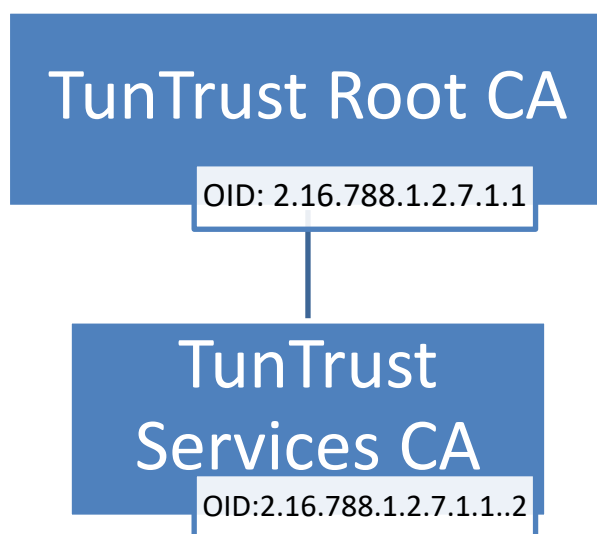 TunTrust Root CA
OID: 2.16.788.1.2.7.1.1
TunTrust
Services CA
OID:2.16.788.1.2.7.1.1..2